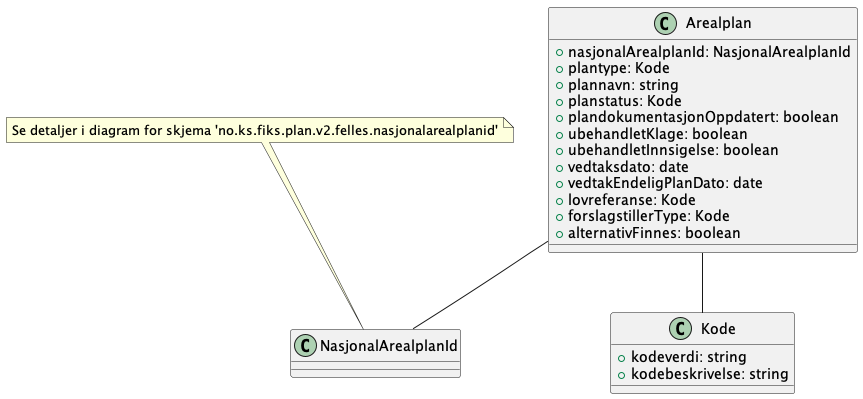 C Arealplan
nasjonalArealplanId: NasjonalArealplanId
plantype: Kode
plannavn: string
planstatus: Kode
plandokumentasjonOppdatert: boolean
ubehandletKlage: boolean
ubehandletInnsigelse: boolean
vedtaksdato: date
vedtakEndeligPlanDato: date
lovreferanse: Kode
forslagstillerType: Kode
alternativFinnes: boolean
Se detaljer i diagram for skjema 'no.ks.fiks.plan.v2.felles.nasjonalarealplanid'
C NasjonalArealplanId
C Kode
kodeverdi: string
kodebeskrivelse: string